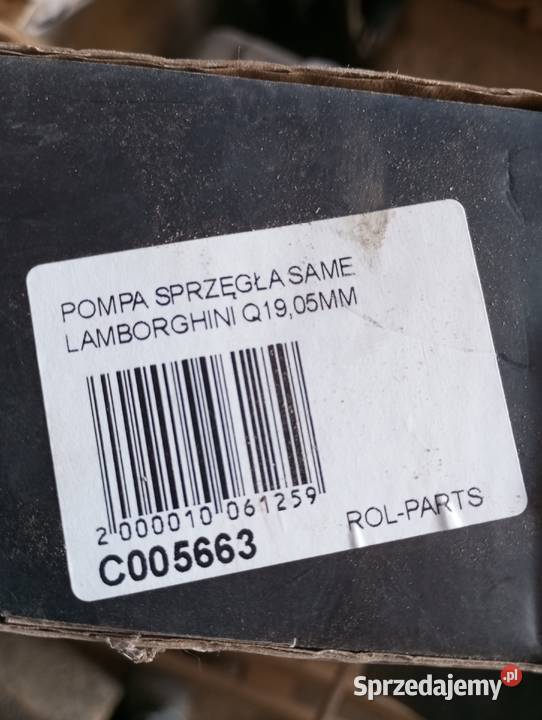 POMPA SPRZĘGŁA SAME
LAMBORGHINI Q19,05MM
2 000010 061259
C005663
ROL-PARTS
Sprzedajemy.pl